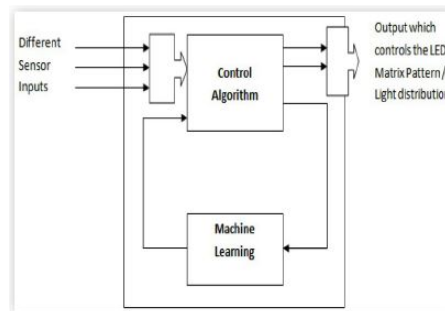 Different
Sensor
Inputs
Control
Algorithm
Machine
Learning
Output which
controls the LED
Matrix Pattern /
Light distribution